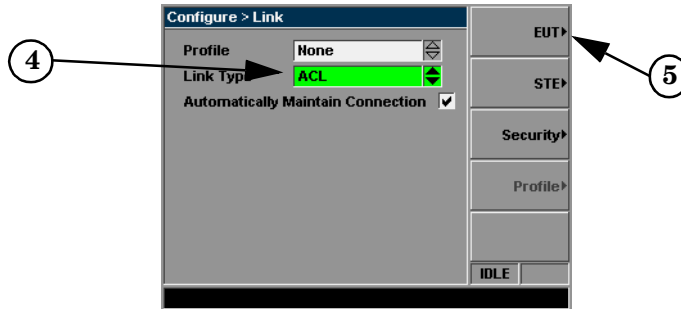 Configure > Link
EUT
Profile None
4
Link Type ACL
5
STE
Automatically Maintain Connection
Security
Profile
IDLE